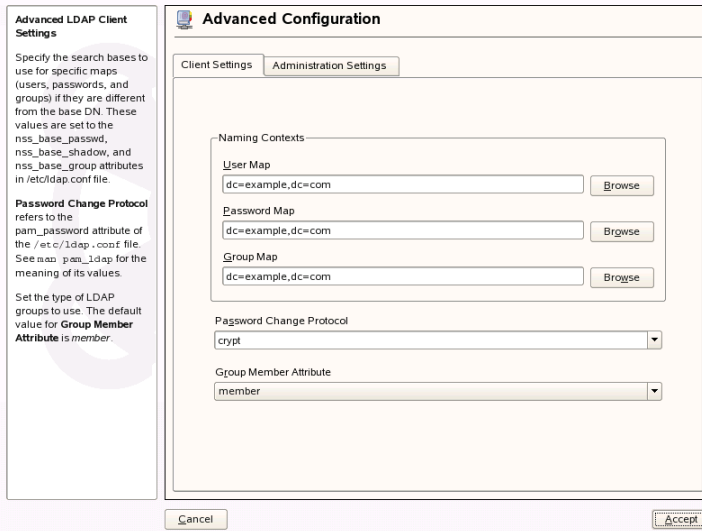 Advanced LDAP Client
Settings
Specify the search bases to
use for specific maps
(users, passwords, and
groups) if they are different
from the base DN. These
values are set to the
nss_base_passwd,
nss_base_shadow, and
nss_base_group attributes
in /etc/ldap.conf file.
Password Change Protocol
refers to the
pam_password attribute of
the /etc/ldap.conf file.
See man pam_ldap for the
meaning of its values.
Set the type of LDAP
groups to use. The default
value for Group Member
Attribute is member.
Advanced Configuration
Client Settings
Administration Settings
Naming Contexts
User Map
dc=example,dc=com
Browse
Password Map
dc=example,dc=com
Browse
Group Map
dc=example,dc=com
Browse
Password Change Protocol
crypt
Group Member Attribute
member
Cancel
Accept